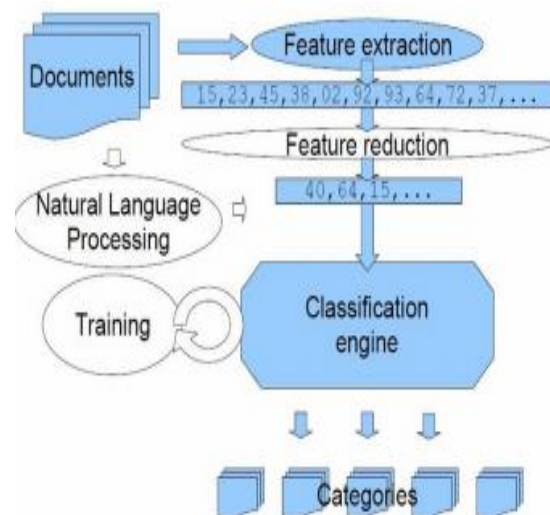 Feature extraction
Documents
15,23,45,38,02,92,93,64,72,37,...
Feature reduction
40,64,15,...
Natural Language
Processing
Training
Classification
engine
Categories